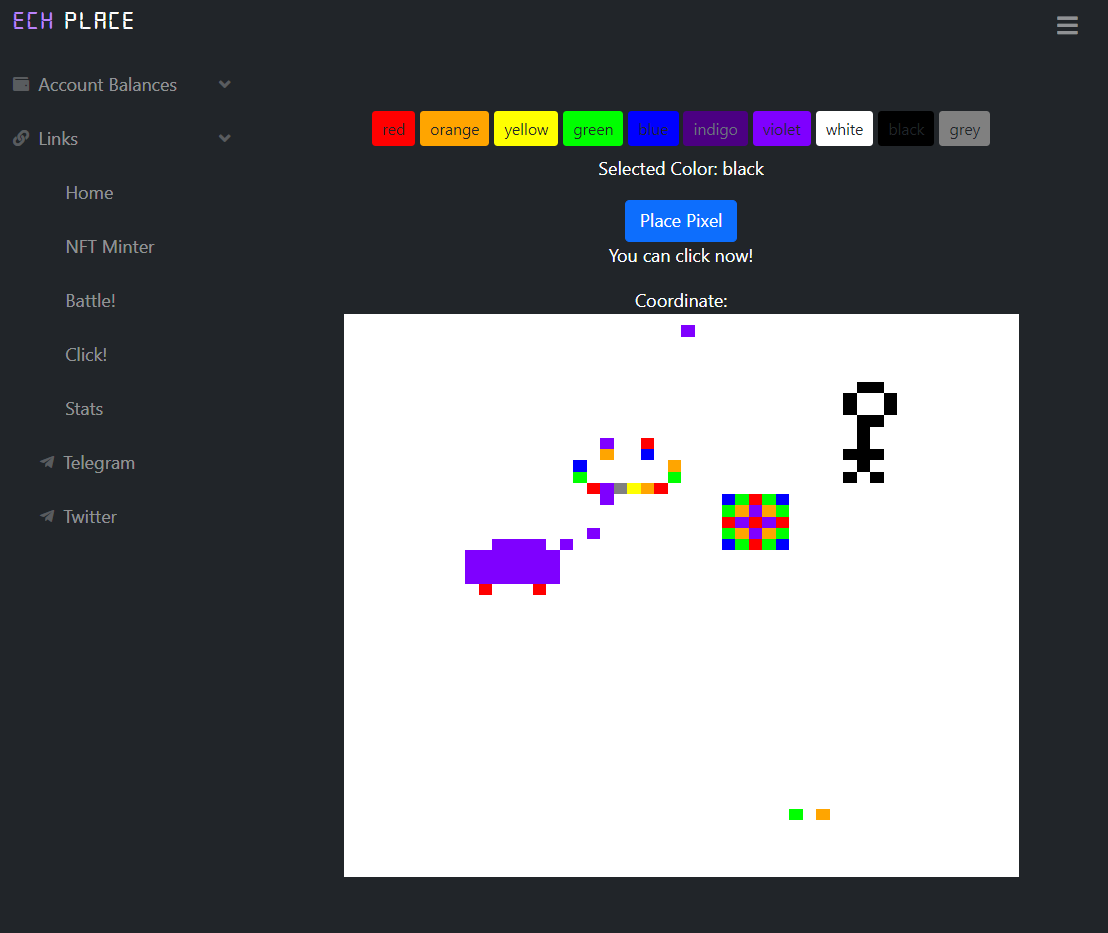 ECH PLACE
Account Balances
Links
Home
NFT Minter
Battle!
Click!
Stats
Telegram
Twitter
red orange yellow green blue indigo violet white black grey
Selected Color: black
Place Pixel
You can click now!
Coordinate: